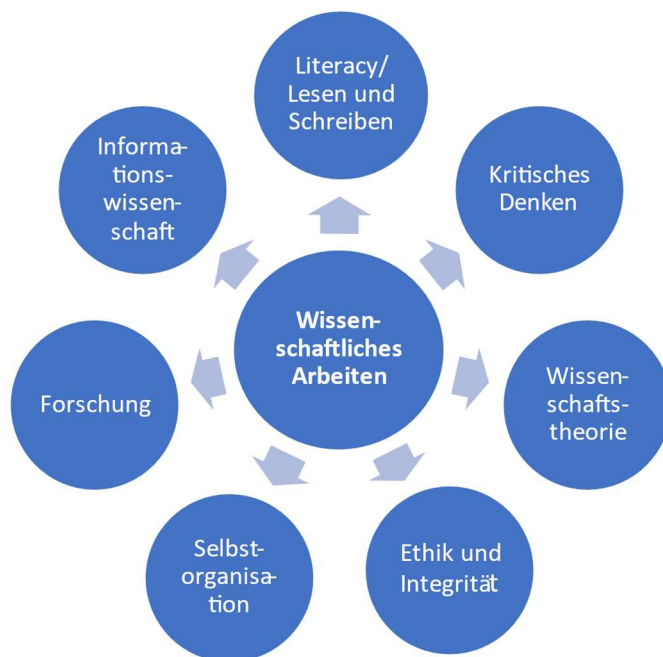 Literacy/
Lesen und
Schreiben
Kritisches
Denken
Wissen-
schafts-
theorie
Ethik und
Integrität
Selbst-
organisa-
tion
Forschung
Informa-
tions-
wissen-
schaft
Wissen-
schaftliches
Arbeiten